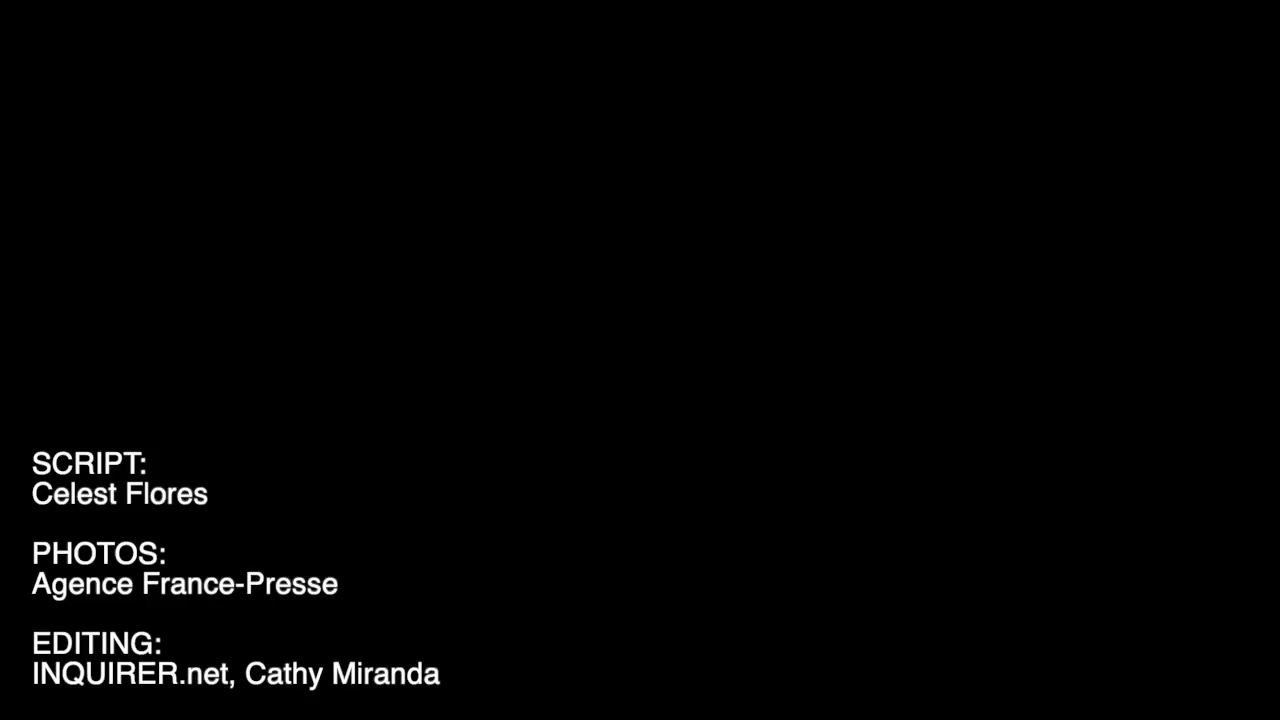 SCRIPT:
Celest Flores
PHOTOS:
Agence France-Presse
EDITING:
INQUIRER.net, Cathy Miranda